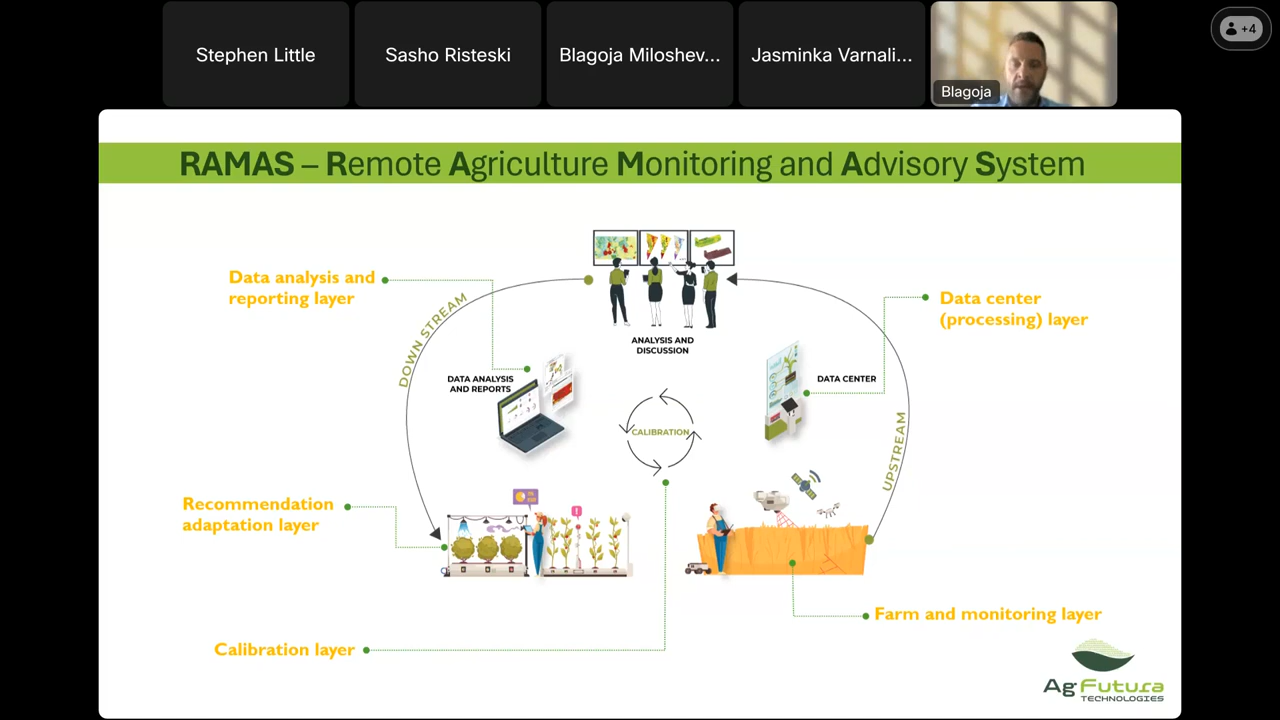 Stephen Little
Sasho Risteski
Blagoja Miloshev...
Jasminka Varnali...
Blagoja
+4
RAMAS – Remote Agriculture Monitoring and Advisory System
Data analysis and
reporting layer
DOWN STREAM
ANALYSIS AND
DISCUSSION
Data center
(processing) layer
DATA ANALYSIS
AND REPORTS
DATA CENTER
CALIBRATION
UPSTREAM
Recommendation
adaptation layer
Farm and monitoring layer
Calibration layer
AgFutura
TECHNOLOGIES